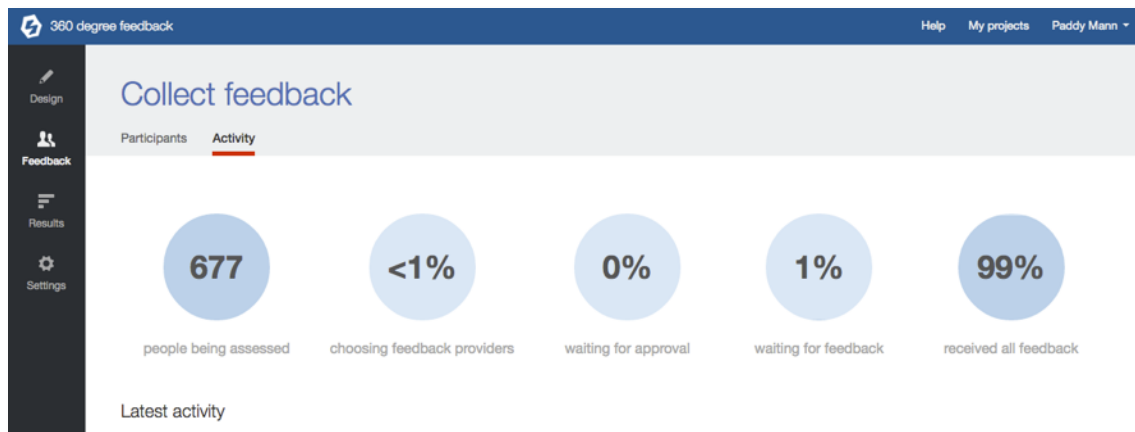 360 degree feedback
Help My projects Paddy Mann
Design
Feedback
Results
Settings
Collect feedback
Participants Activity
677 <1% 0% 1% 99%
people being assessed choosing feedback providers waiting for approval waiting for feedback received all feedback
Latest activity